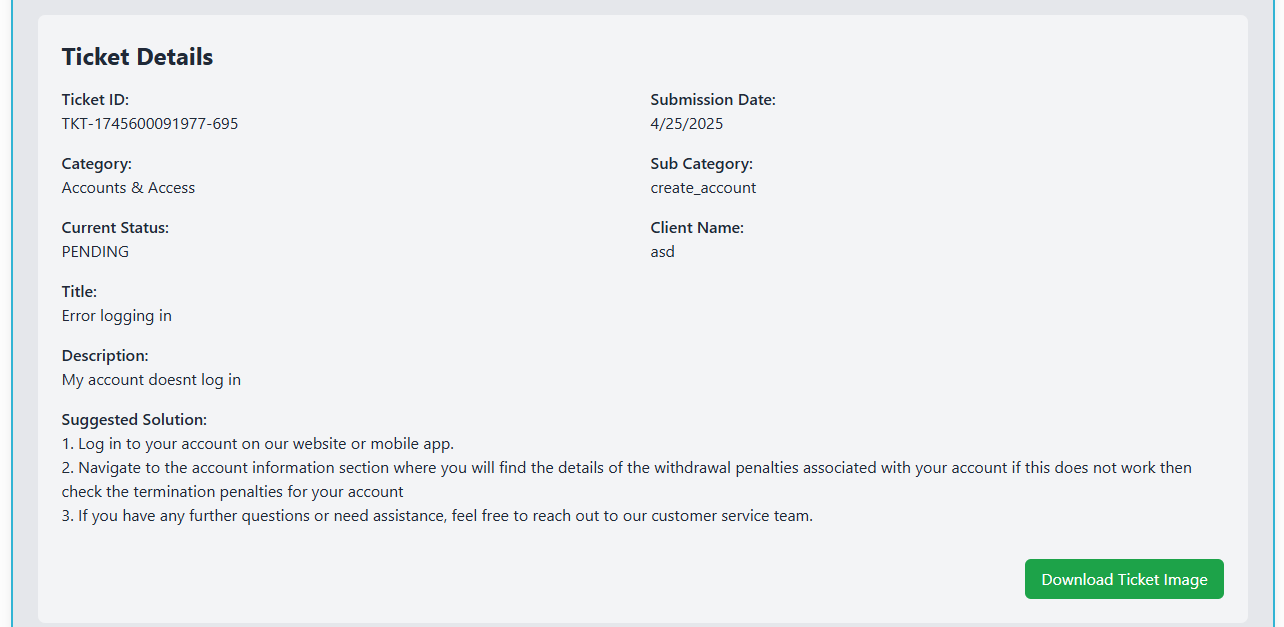 Ticket Details
Ticket ID:
TKT-1745600091977-695
Submission Date:
4/25/2025
Category:
Accounts & Access
Sub Category:
create_account
Current Status:
PENDING
Client Name:
asd
Title:
Error logging in
Description:
My account doesnt log in
Suggested Solution:
1. Log in to your account on our website or mobile app.
2. Navigate to the account information section where you will find the details of the withdrawal penalties associated with your account if this does not work then
check the termination penalties for your account
3. If you have any further questions or need assistance, feel free to reach out to our customer service team.
Download Ticket Image